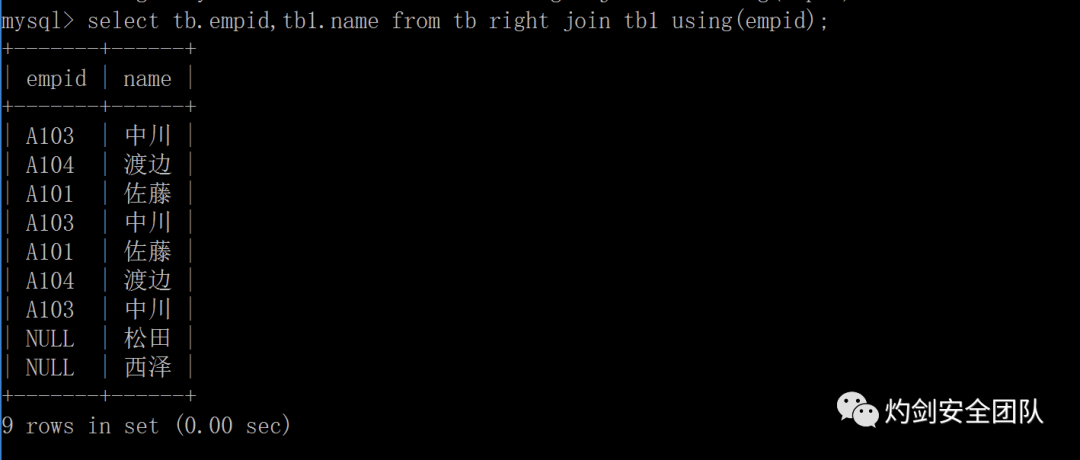 mysql> select tb.empid,tb1.name from tb right join tb1 using(empid);
+-------+------+
| empid | name |
+-------+------+
| A103 | 中川 |
| A104 | 渡边 |
| A101 | 佐藤 |
| A103 | 中川 |
| A101 | 佐藤 |
| A104 | 渡边 |
| A103 | 中川 |
| NULL | 松田 |
| NULL | 西泽 |
+-------+------+
9 rows in set (0.00 sec)
灼剑安全团队